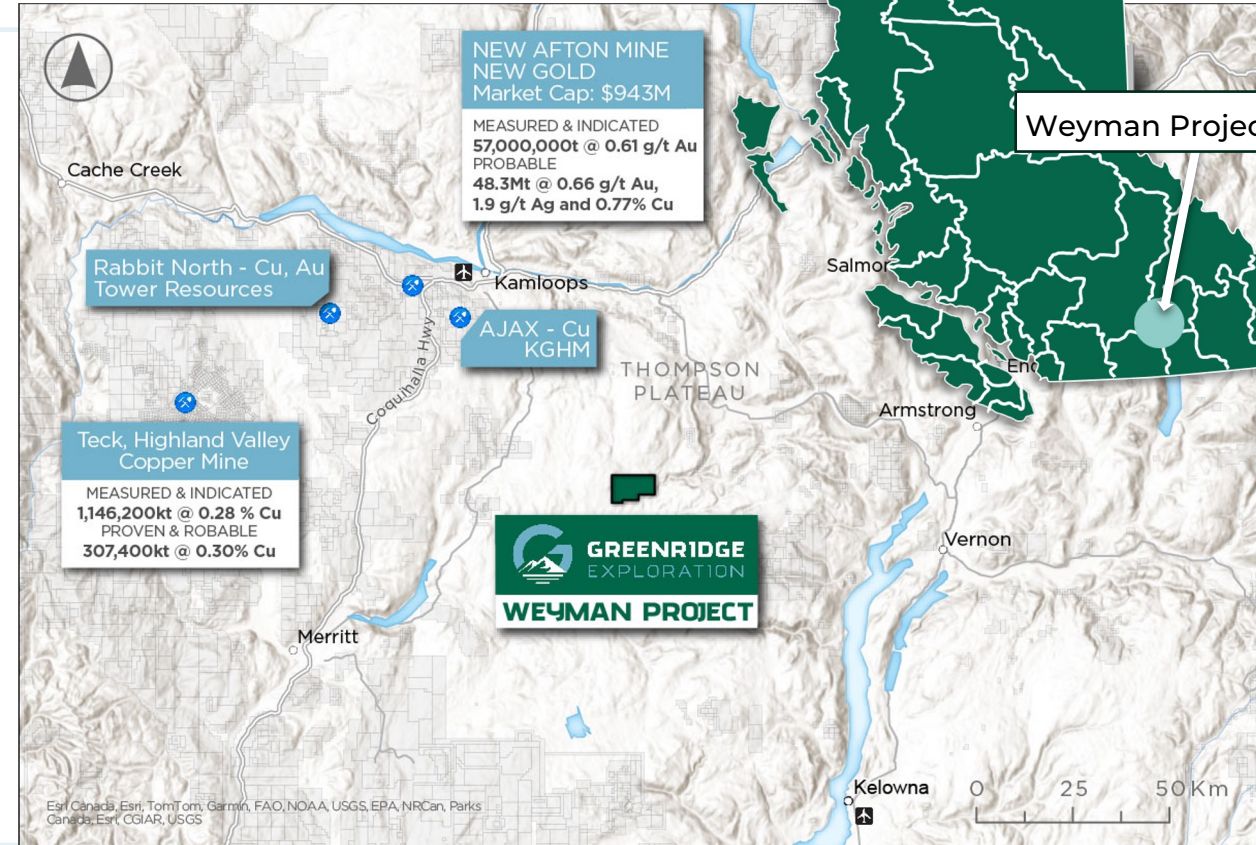 NEW AFTON MINE
NEW GOLD
Market Cap: $943M
MEASURED & INDICATED
57,000,000t @ 0.61 g/t Au
PROBABLE
48.3Mt @ 0.66 g/t Au,
1.9 g/t Ag and 0.77% Cu
Weyman Projec
Cache Creek
Rabbit North - Cu, Au
Tower Resources
Kamloops
Salmor
AJAX - Cu
KGHM
Coquihalla Hwy
THOMPSON
PLATEAU
Enc
Armstrong
Teck, Highland Valley
Copper Mine
MEASURED & INDICATED
1,146,200kt @ 0.28 % Cu
PROVEN & ROBABLE
307,400kt @ 0.30% Cu
GREENRIDGE
EXPLORATION
WEYMAN PROJECT
Vernon
Merritt
Kelowna
0 25 50 Km
Esri Canada, Esri, TomTom, Garmin, FAO, NOAA, USGS, EPA, NRCan, Parks
Canada, Esri, CGIAR, USGS